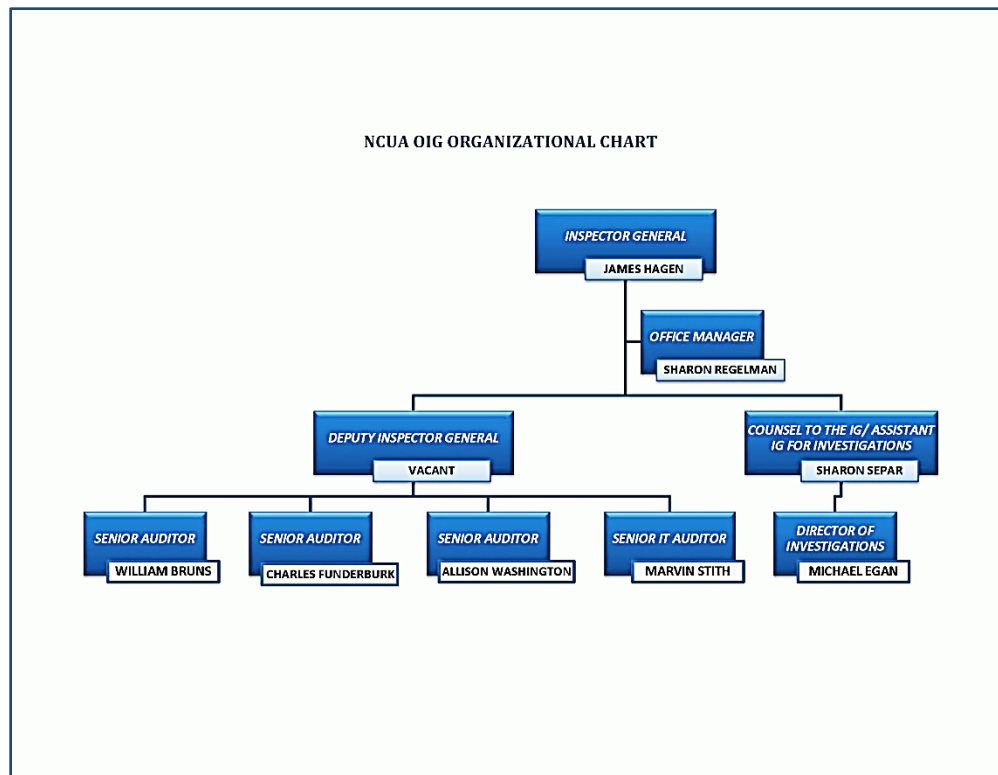 NCUA OIG ORGANIZATIONAL CHART
INSPECTOR GENERAL
JAMES HAGEN
OFFICE MANAGER
SHARON REGELMAN
DEPUTY INSPECTOR GENERAL
VACANT
COUNSEL TO THE IG/ ASSISTANT
IG FOR INVESTIGATIONS
SHARON SEPAR
SENIOR AUDITOR
WILLIAM BRUNS
SENIOR AUDITOR
CHARLES FUNDERBURK
SENIOR AUDITOR
ALLISON WASHINGTON
SENIOR IT AUDITOR
MARVIN STITH
DIRECTOR OF
INVESTIGATIONS
MICHAEL EGAN